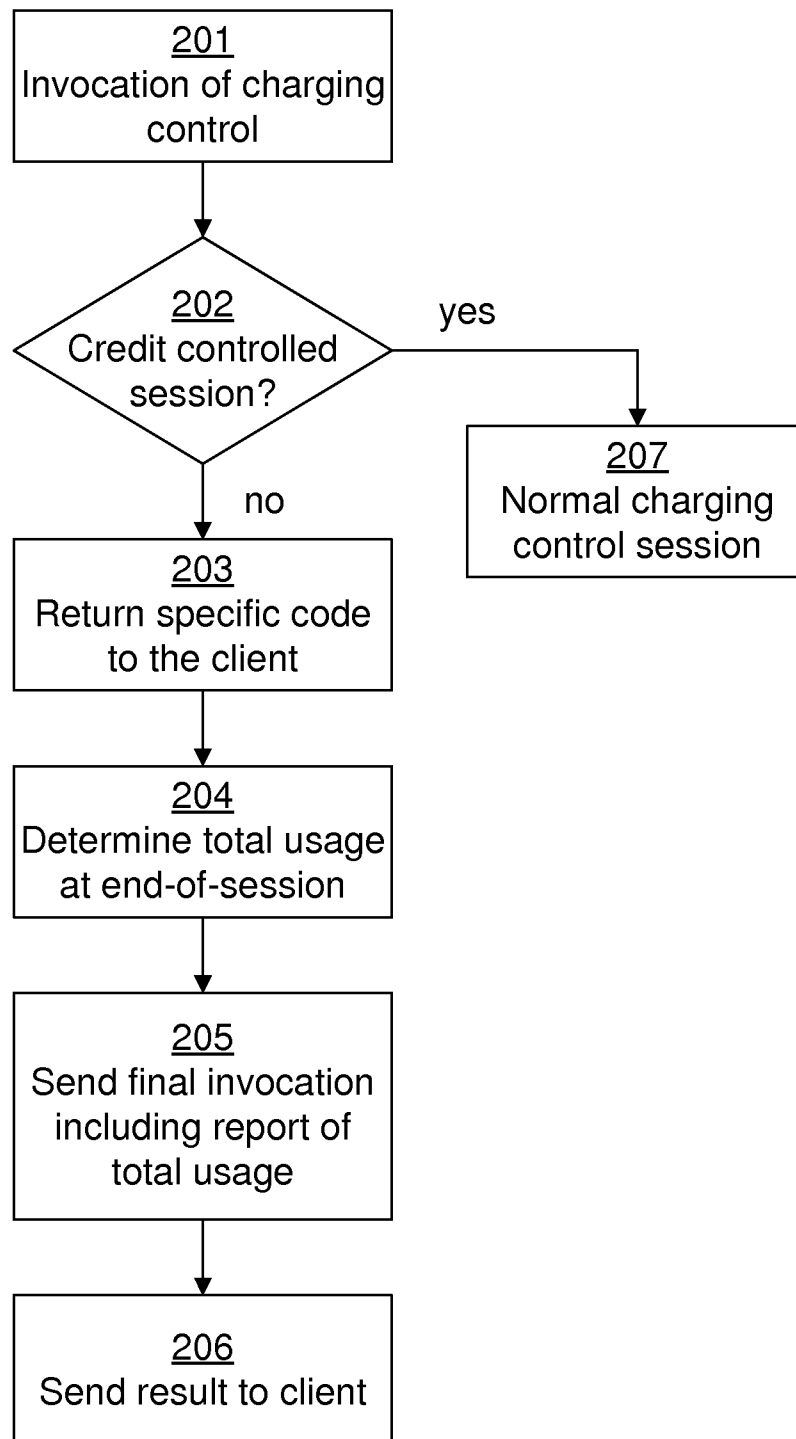 201
Invocation of charging
control
202
Credit controlled
session?
yes
no
207
Normal charging
control session
203
Return specific code
to the client
204
Determine total usage
at end-of-session
205
Send final invocation
including report of
total usage
206
Send result to client